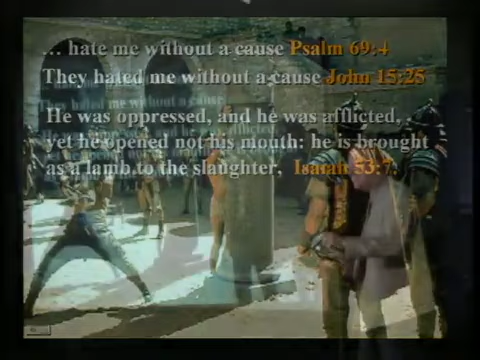 ... hate me without a cause Psalm 69:4
They hated me without a cause John 15:25
He was oppressed, and he was afflicted,
yet he opened not his mouth: he is brought
as a lamb to the slaughter, Isaiah 53:7